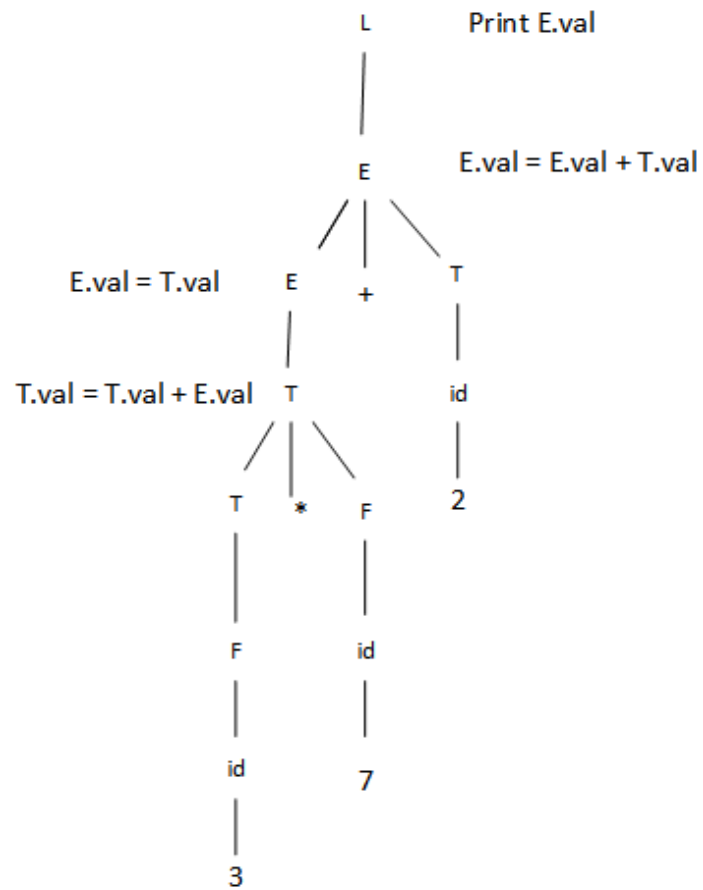 L Print E.val
E E.val = E.val + T.val
E.val = T.val E + T
T.val = T.val + E.val T id
T * F 2
F id
id 7
3